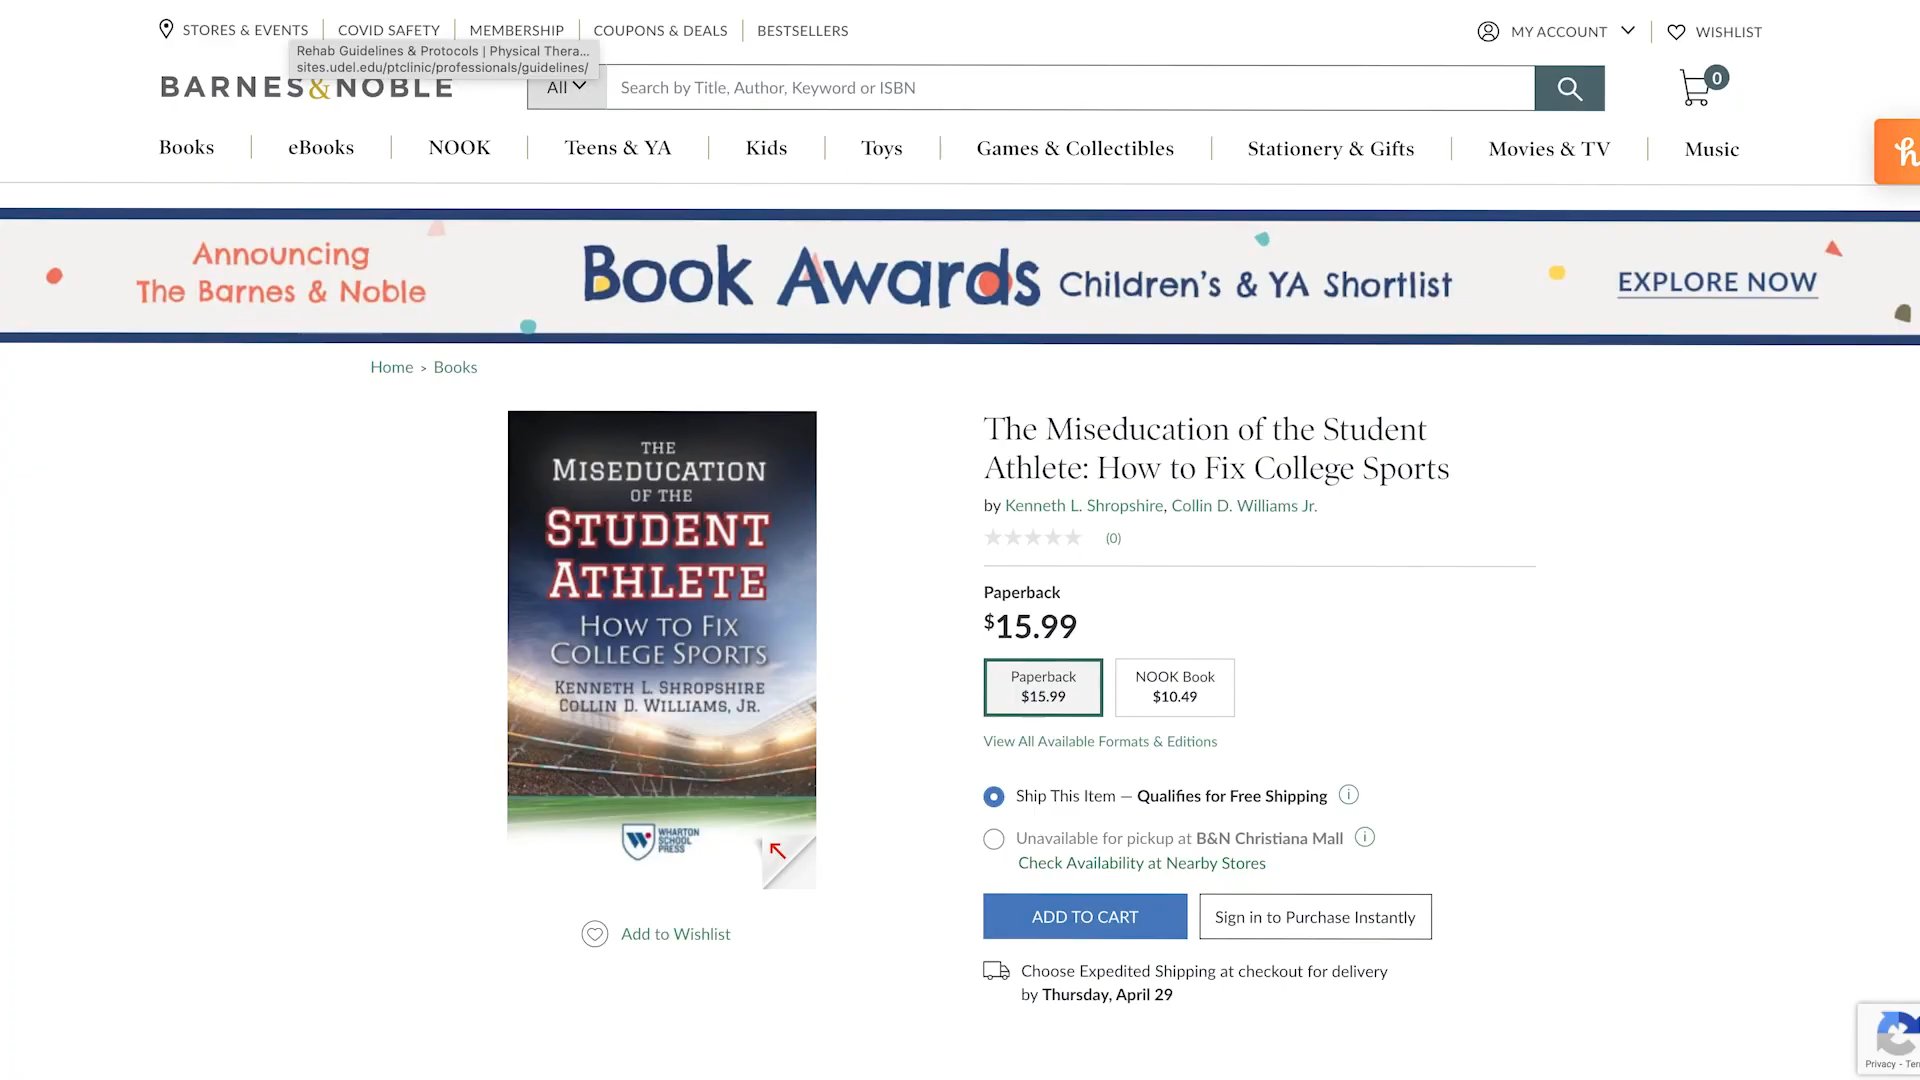 STORES & EVENTS
COVID SAFETY
MEMBERSHIP
COUPONS & DEALS
BESTSELLERS
MY ACCOUNT
WISHLIST
Rehab Guidelines & Protocols | Physical Thera...
sites.udel.edu/ptclinic/professionals/guidelines/
BARNES&NOBLE
All
Search by Title, Author, Keyword or ISBN
0
Books
eBooks
NOOK
Teens & YA
Kids
Toys
Games & Collectibles
Stationery & Gifts
Movies & TV
Music
h
Announcing
The Barnes & Noble
Book Awards Children's & YA Shortlist
EXPLORE NOW
Home > Books
THE
MISEDUCATION
OF THE
STUDENT
ATHLETE
HOW TO FIX
COLLEGE SPORTS
KENNETH L. SHROPSHIRE
COLLIN D. WILLIAMS, JR.
W WHARTON
SCHOOL
PRESS
Add to Wishlist
The Miseducation of the Student
Athlete: How to Fix College Sports
by Kenneth L. Shropshire, Collin D. Williams Jr.
(0)
Paperback
$15.99
Paperback
$15.99
NOOK Book
$10.49
View All Available Formats & Editions
Ship This Item — Qualifies for Free Shipping
Unavailable for pickup at B&N Christiana Mall
Check Availability at Nearby Stores
ADD TO CART
Sign in to Purchase Instantly
Choose Expedited Shipping at checkout for delivery
by Thursday, April 29
Privacy - Ter